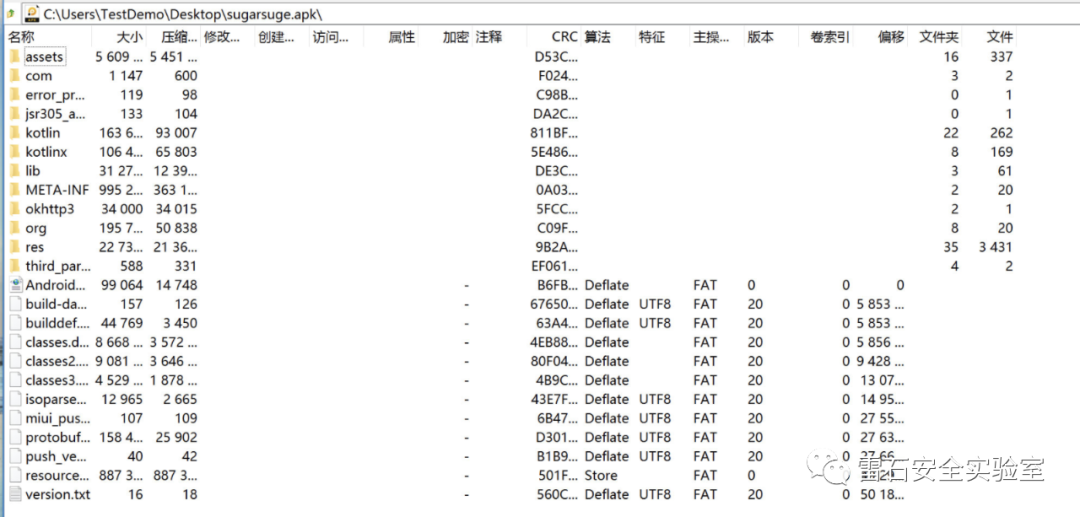 C:\Users\TestDemo\Desktop\sugarsuge.apk\
名称 大小 压缩... 修改... 创建... 访问... 属性 加密 注释 CRC 算法 特征 主操... 版本 卷索引 偏移 文件夹 文件
assets 5 609 ... 5 451 ... D53C... 16 337
com 1 147 600 F024... 3 2
error_pr... 119 98 C98B... 0 1
jsr305_a... 133 104 DA2C... 0 1
kotlin 163 6... 93 007 811BF... 22 262
kotlinx 106 4... 65 803 5E486... 8 169
lib 31 27... 12 39... DE3C... 3 61
META-INF 995 2... 363 1... 0A03... 2 20
okhttp3 34 000 34 015 5FCC... 2 1
org 195 7... 50 838 C09F... 8 20
res 22 73... 21 36... 9B2A... 35 3 431
third_par... 588 331 EF061... 4 2
Android... 99 064 14 748 - B6FB... Deflate FAT 0 0 0
build-da... 157 126 - 67650... Deflate UTF8 FAT 20 0 5 853 ...
builddef.... 44 769 3 450 - 63A4... Deflate UTF8 FAT 20 0 5 853 ...
classes.d... 8 668 ... 3 572 ... - 4EB88... Deflate FAT 20 0 5 856 ...
classes2.... 9 081 ... 3 646 ... - 80F04... Deflate FAT 20 0 9 428 ...
classes3.... 4 529 ... 1 878 ... - 4B9C... Deflate FAT 20 0 13 07...
isoparse... 12 965 2 665 - 43E7F... Deflate UTF8 FAT 20 0 14 95...
miui_pus... 107 109 - 6B47... Deflate UTF8 FAT 20 0 27 55...
protobuf... 158 4... 25 902 - D301... Deflate UTF8 FAT 20 0 27 63...
push_ve... 40 42 - B1B9... Deflate UTF8 FAT 20 0 27 66...
resource... 887 3... 887 3... - 501F... Store FAT 0
version.txt 16 18 - 560C... Deflate UTF8 FAT 20 0 50 18...
雷石安全实验室